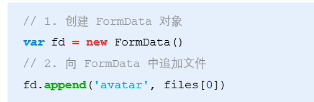 // 1. 创建 FormData 对象
var fd = new FormData()
// 2. 向 FormData 中追加文件
fd.append('avatar', files[0])